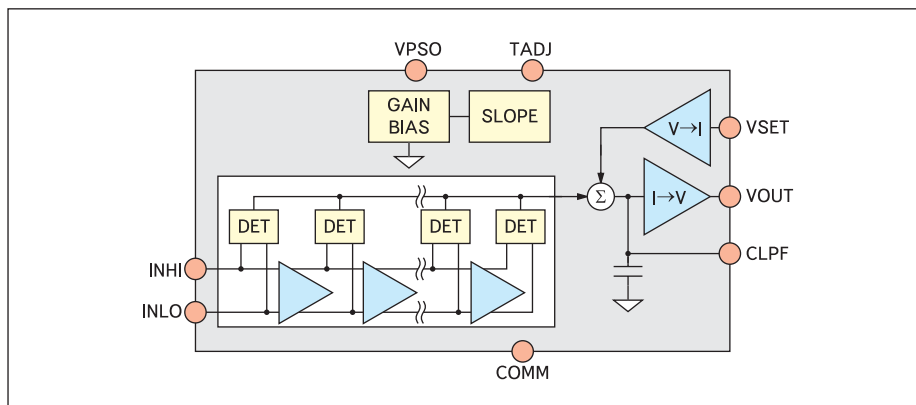 VPSO
TADJ
GAIN
BIAS
SLOPE
V→I
VSET
Σ
I→V
VOUT
DET
DET
DET
DET
CLPF
INHI
INLO
COMM